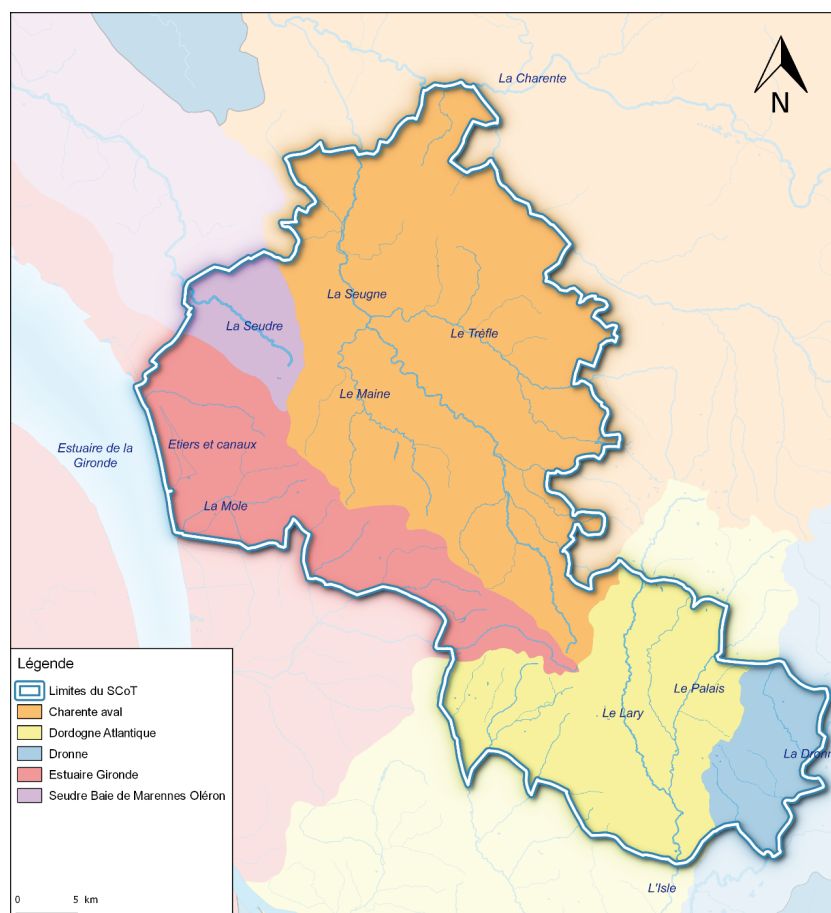 La Charente
N
La Seugne
La Seudre
Le Trèfle
Le Maine
Estuaire de la
Gironde
Etiers et canaux
La Mole
Le Palais
Le Lary
La Dronn
L'Isle
Légende
Limites du SCoT
Charente aval
Dordogne Atlantique
Dronne
Estuaire Gironde
Seudre Baie de Marennes Oléron
0 5 km